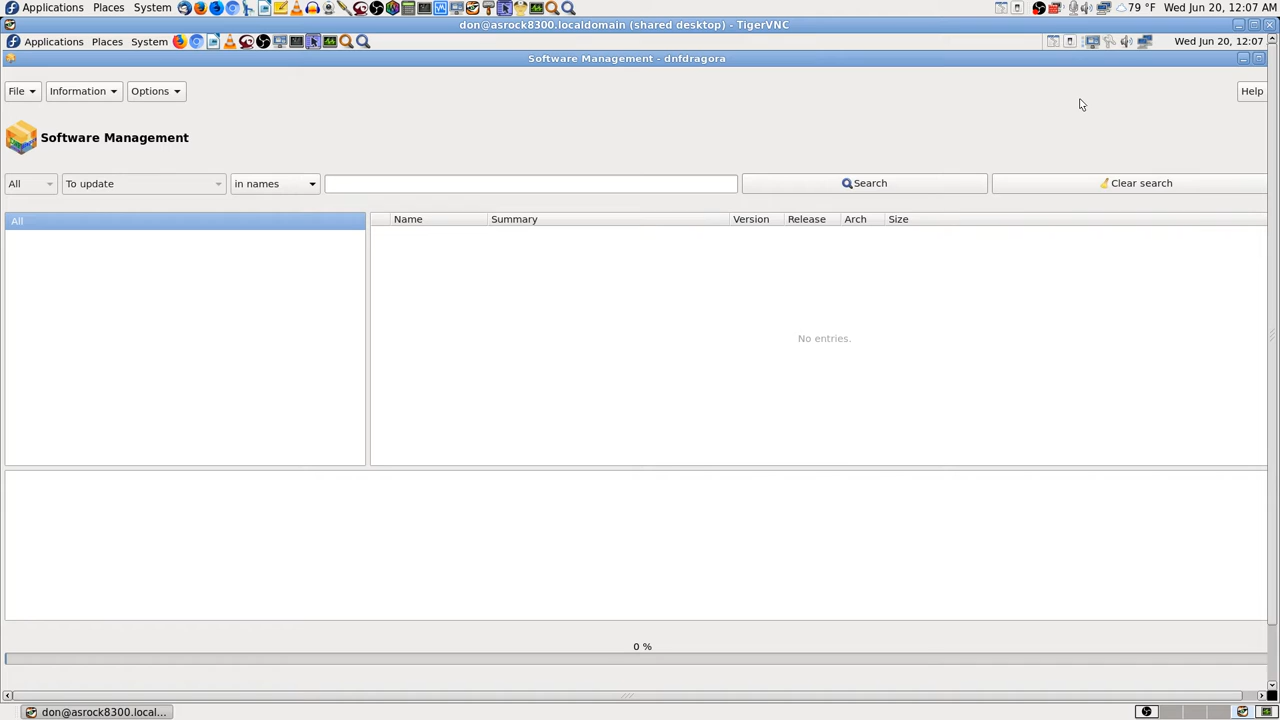 Applications Places System 79 °F Wed Jun 20, 12:07 AM
don@asrock8300.localdomain (shared desktop) - TigerVNC
Applications Places System Wed Jun 20, 12:07
Software Management - dnfdragora
File Information Options Help
Software Management
All To update in names Search Clear search
All Name Summary Version Release Arch Size
No entries.
0 %
don@asrock8300.local...